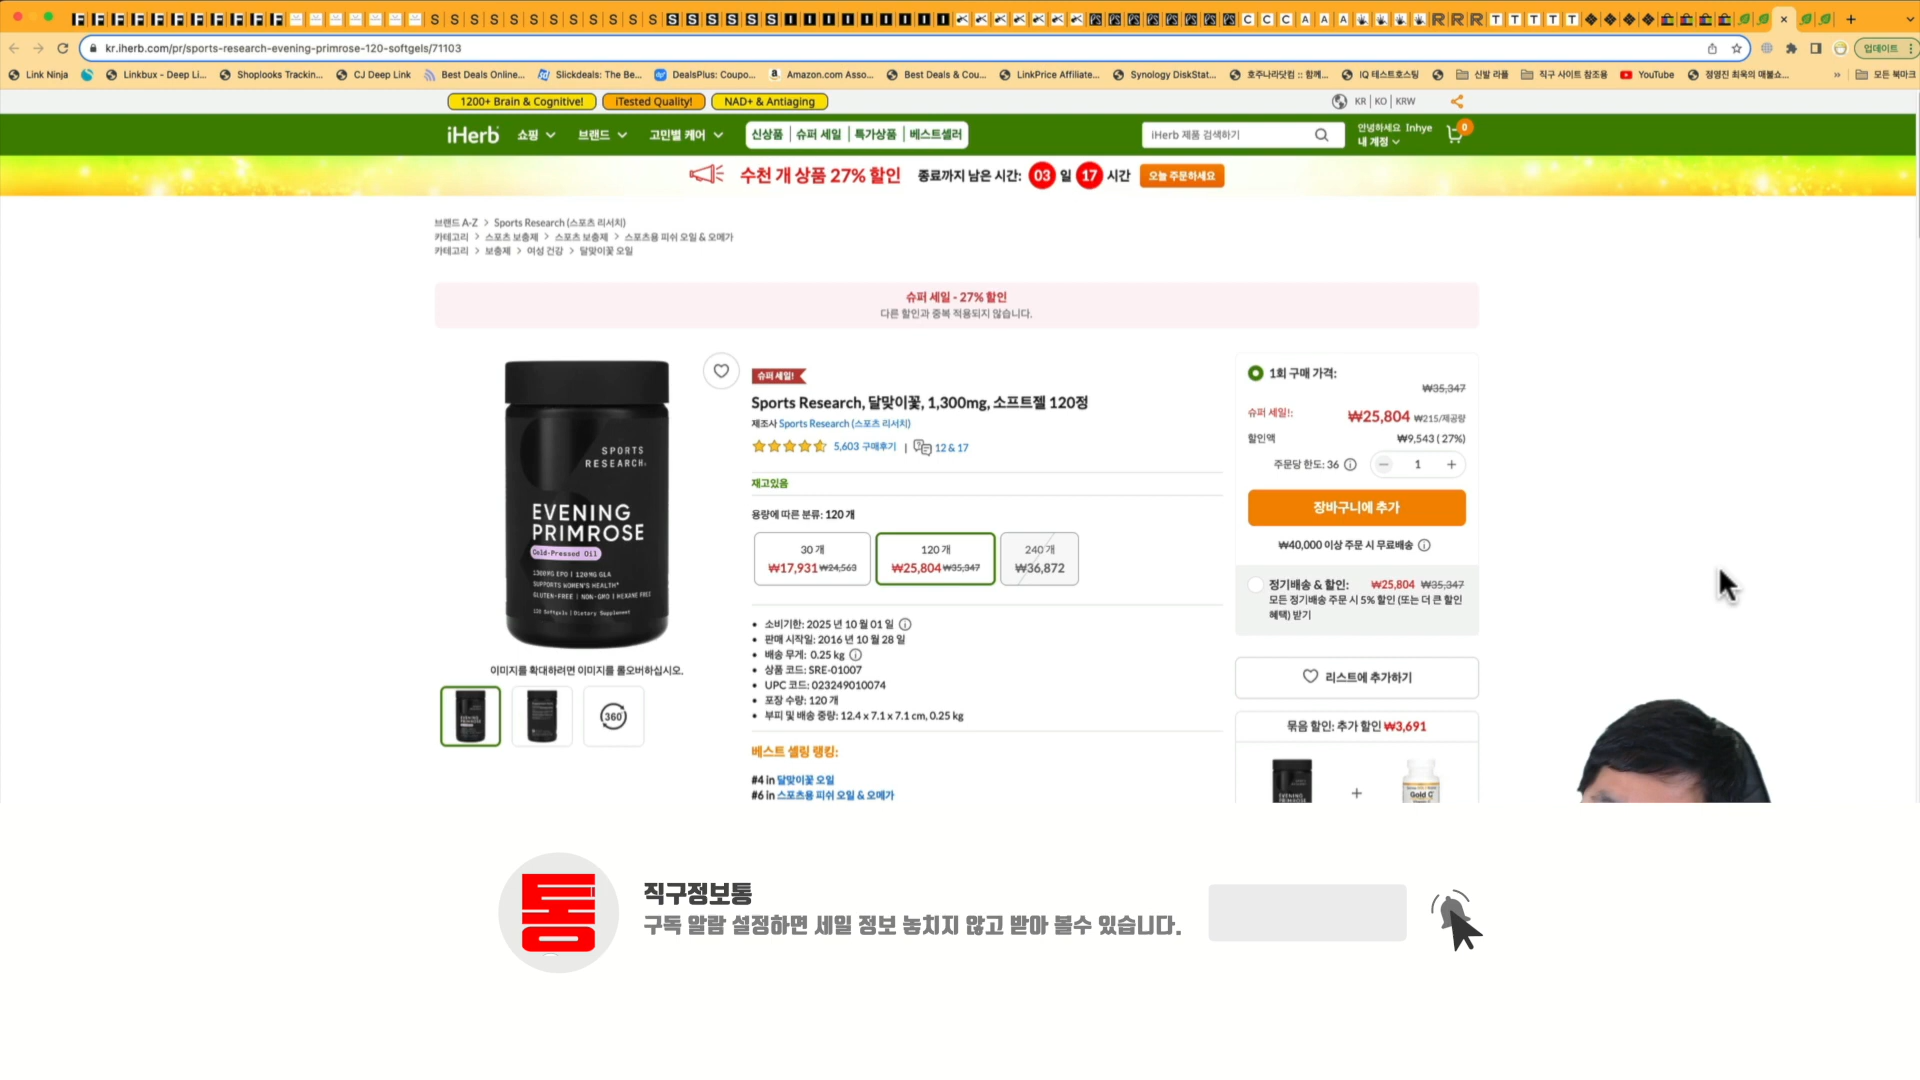 kr.iherb.com/pr/sports-research-evening-primrose-120-softgels/71103
업데이트
Link Ninja
Linkbux - Deep Li...
Shoplooks Trackin...
CJ Deep Link
Best Deals Online...
Slickdeals: The Be...
DealsPlus: Coupo...
Amazon.com Asso...
Best Deals & Cou...
LinkPrice Affiliate...
Synology DiskStat...
호주나라닷컴 :: 함께...
IQ 테스트호스팅
신발 라플
직구 사이트 참조용
YouTube
정영진 최욱의 매불쇼...
모든 북마크
1200+ Brain & Cognitive!
iTested Quality!
NAD+ & Antiaging
KR | KO | KRW
iHerb
쇼핑
브랜드
고민별 케어
신상품
슈퍼 세일
특가상품
베스트셀러
iHerb 제품 검색하기
안녕하세요 Inhye
내 계정
0
수천 개 상품 27% 할인
종료까지 남은 시간: 03 일 17 시간
오늘 주문하세요
브랜드 A-Z > Sports Research (스포츠 리서치)
카테고리 > 스포츠 보충제 > 스포츠 보충제 > 스포츠용 피쉬 오일 & 오메가
카테고리 > 보충제 > 여성 건강 > 달맞이꽃 오일
슈퍼 세일 - 27% 할인
다른 할인과 중복 적용되지 않습니다.
SPORTS
RESEARCH
EVENING
PRIMROSE
Cold-Pressed Oil
1300MG EPO | 120MG GLA
SUPPORTS WOMEN'S HEALTH*
GLUTEN-FREE | NON-GMO | HEXANE FREE
120 Softgels | Dietary Supplement
이미지를 확대하려면 이미지를 롤오버하십시오.
360
슈퍼 세일!
Sports Research, 달맞이꽃, 1,300mg, 소프트젤 120정
제조사 Sports Research (스포츠 리서치)
5,603 구매후기 | 12 & 17
재고있음
용량에 따른 분류: 120 개
30 개
₩17,931 ₩24,563
120 개
₩25,804 ₩35,347
240 개
₩36,872
• 소비기한: 2025 년 10 월 01 일
• 판매 시작일: 2016 년 10 월 28 일
• 배송 무게: 0.25 kg
• 상품 코드: SRE-01007
• UPC 코드: 023249010074
• 포장 수량: 120 개
• 부피 및 배송 중량: 12.4 x 7.1 x 7.1 cm, 0.25 kg
베스트 셀링 랭킹:
#4 in 달맞이꽃 오일
#6 in 스포츠용 피쉬 오일 & 오메가
1회 구매 가격:
₩35,347
슈퍼 세일!:
₩25,804 ₩215/제공량
할인액
₩9,543 ( 27%)
주문당 한도: 36
1
장바구니에 추가
₩40,000 이상 주문 시 무료배송
정기배송 & 할인: ₩25,804 ₩35,347
모든 정기배송 주문 시 5% 할인 (또는 더 큰 할인
혜택) 받기
리스트에 추가하기
묶음 할인: 추가 할인 ₩3,691
Gold C
통
직구정보통
구독 알람 설정하면 세일 정보 놓치지 않고 받아 볼수 있습니다.